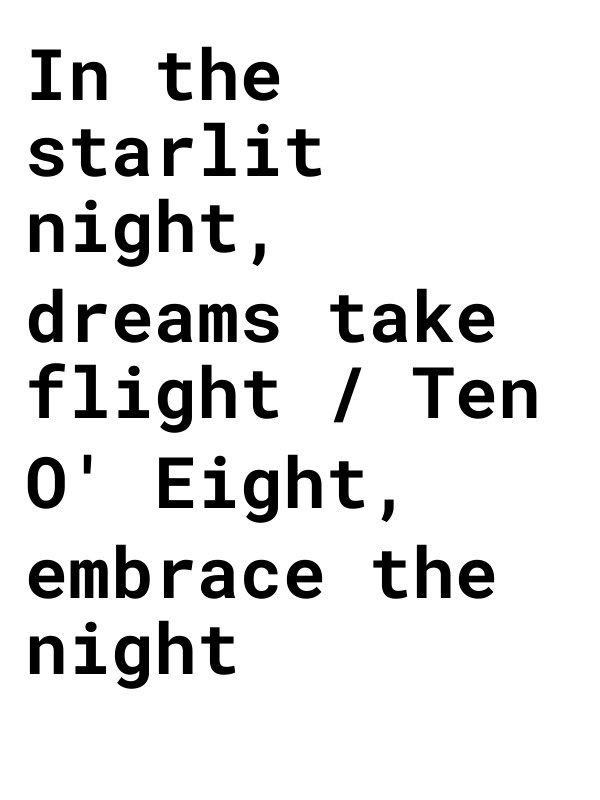 In the
starlit
night,
dreams take
flight / Ten
O' Eight,
embrace the
night